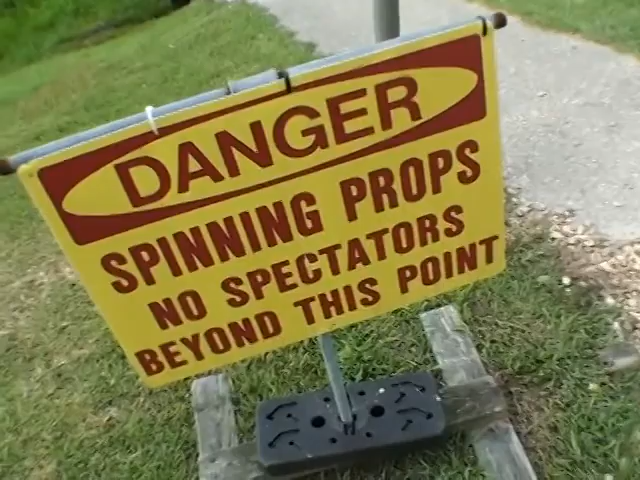 DANGER
SPINNING PROPS
NO SPECTATORS
BEYOND THIS POINT